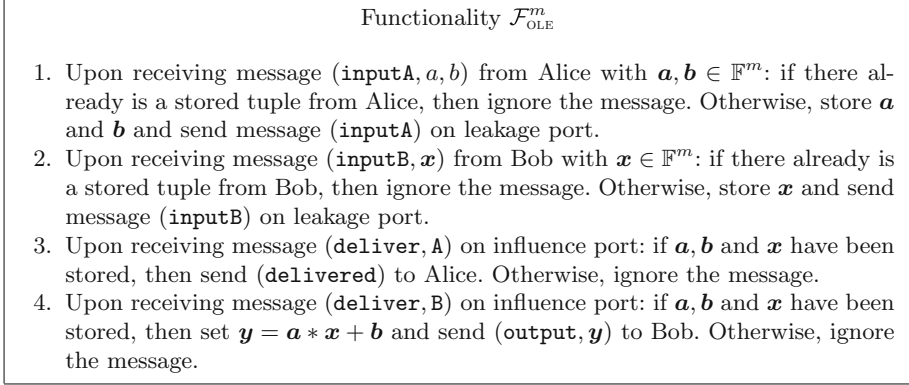 Functionality 𝓕ᵐ_OLE
1. Upon receiving message (inputA, a, b) from Alice with 𝒂, 𝒃 ∈ 𝔽ᵐ: if there al-
ready is a stored tuple from Alice, then ignore the message. Otherwise, store 𝒂
and 𝒃 and send message (inputA) on leakage port.
2. Upon receiving message (inputB, 𝒙) from Bob with 𝒙 ∈ 𝔽ᵐ: if there already is
a stored tuple from Bob, then ignore the message. Otherwise, store 𝒙 and send
message (inputB) on leakage port.
3. Upon receiving message (deliver, A) on influence port: if 𝒂, 𝒃 and 𝒙 have been
stored, then send (delivered) to Alice. Otherwise, ignore the message.
4. Upon receiving message (deliver, B) on influence port: if 𝒂, 𝒃 and 𝒙 have been
stored, then set 𝒚 = 𝒂 ∗ 𝒙 + 𝒃 and send (output, 𝒚) to Bob. Otherwise, ignore
the message.